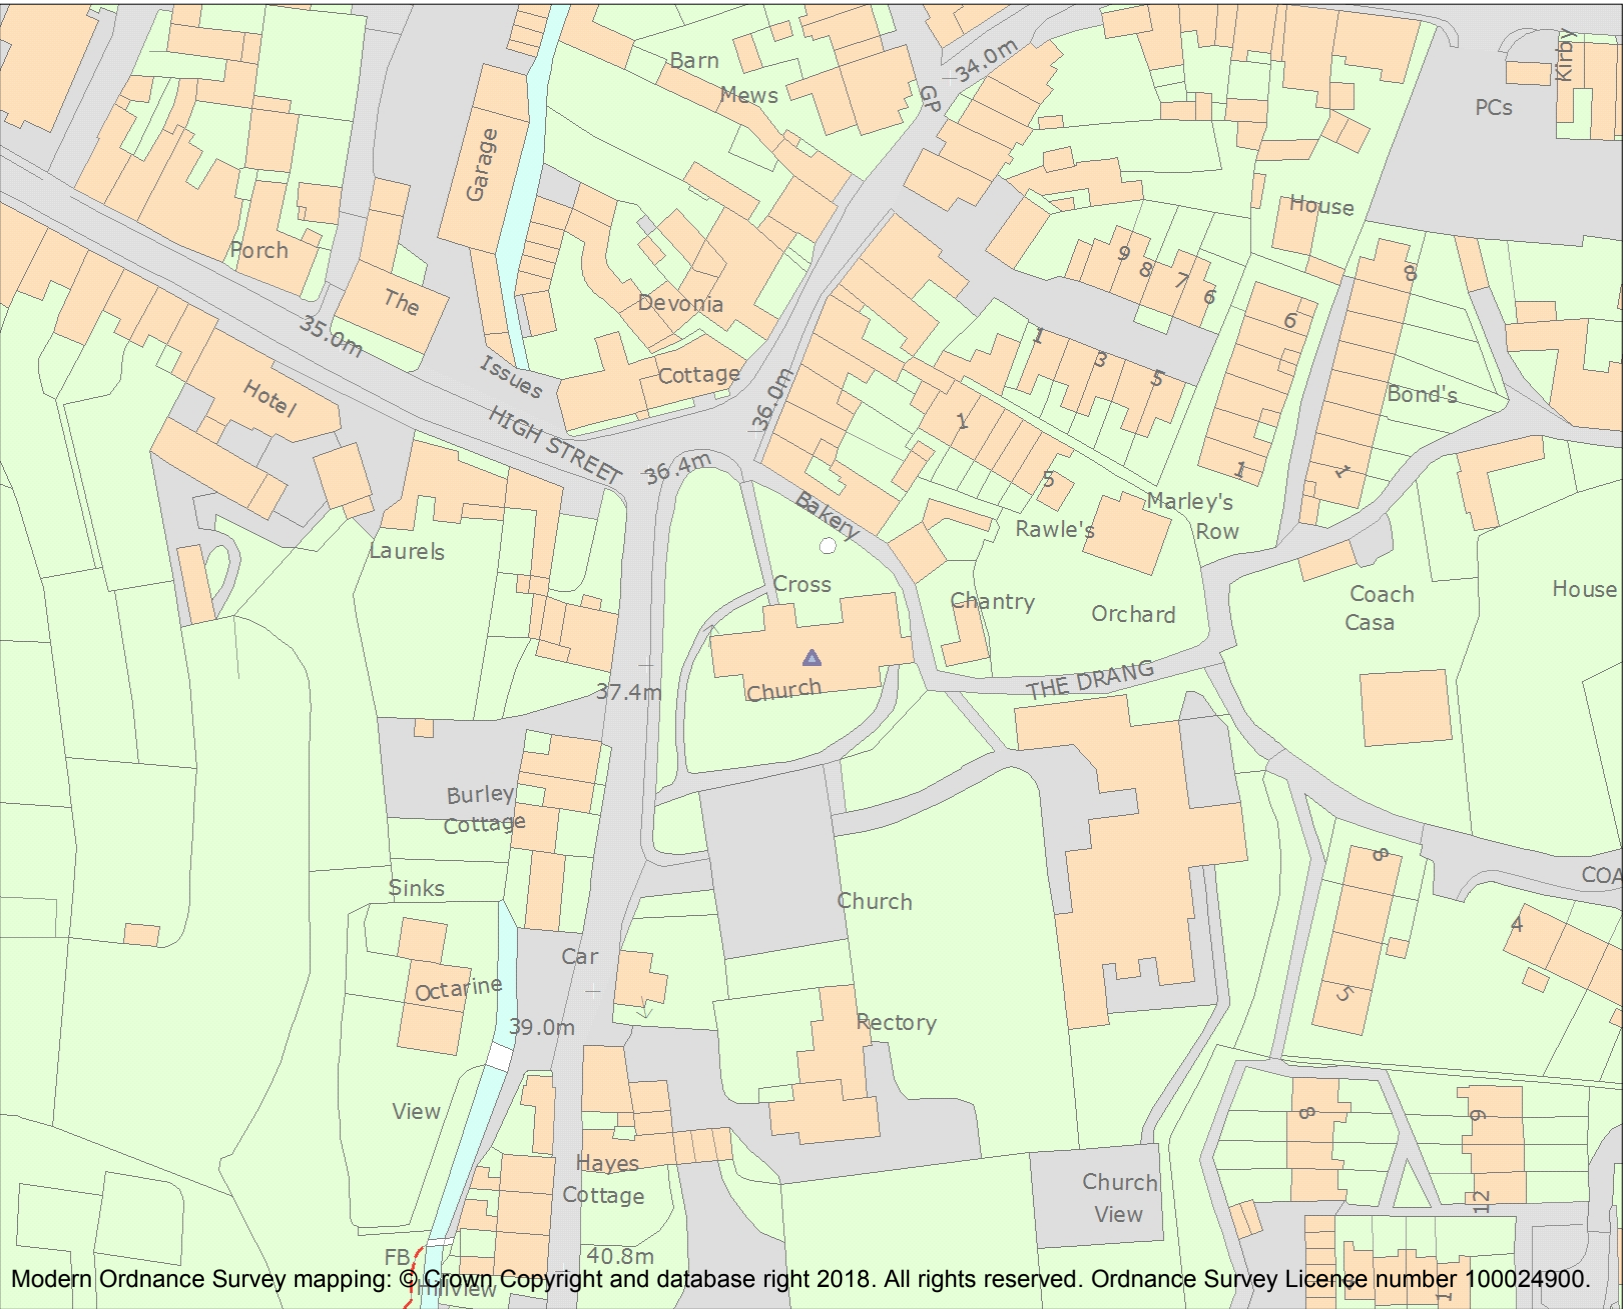 Barn
34.0m
Kirby
Mews
GP
PCs
Garage
House
Porch
9
8
7
6
8
The
Devonia
6
35.0m
1
3
5
Issues
Cottage
36.0m
Bond's
Hotel
HIGH STREET
1
36.4m
5
1
1
Bakery
Marley's
Rawle's
Row
Laurels
Cross
Chantry
Orchard
Coach
House
Casa
Church
THE DRANG
37.4m
Burley
Cottage
8
COA
Sinks
Church
4
Car
Octarine
5
39.0m
Rectory
View
8
9
Hayes
Cottage
Church
View
12
FB
40.8m
Modern Ordnance Survey mapping: © Crown Copyright and database right 2018. All rights reserved. Ordnance Survey License number 100024900.